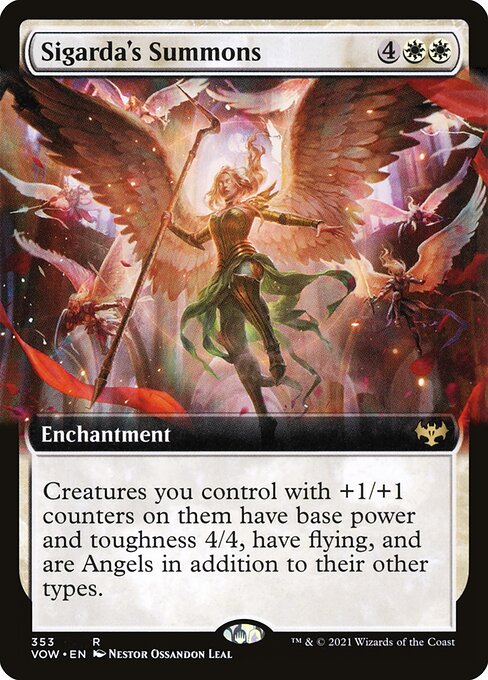 Sigarda's Summons 4
Enchantment
Creatures you control with +1/+1
counters on them have base power
and toughness 4/4, have flying, and
are Angels in addition to their other
types.
353 R
VOW • EN Nestor Ossandon Leal
™ & © 2021 Wizards of the Coast